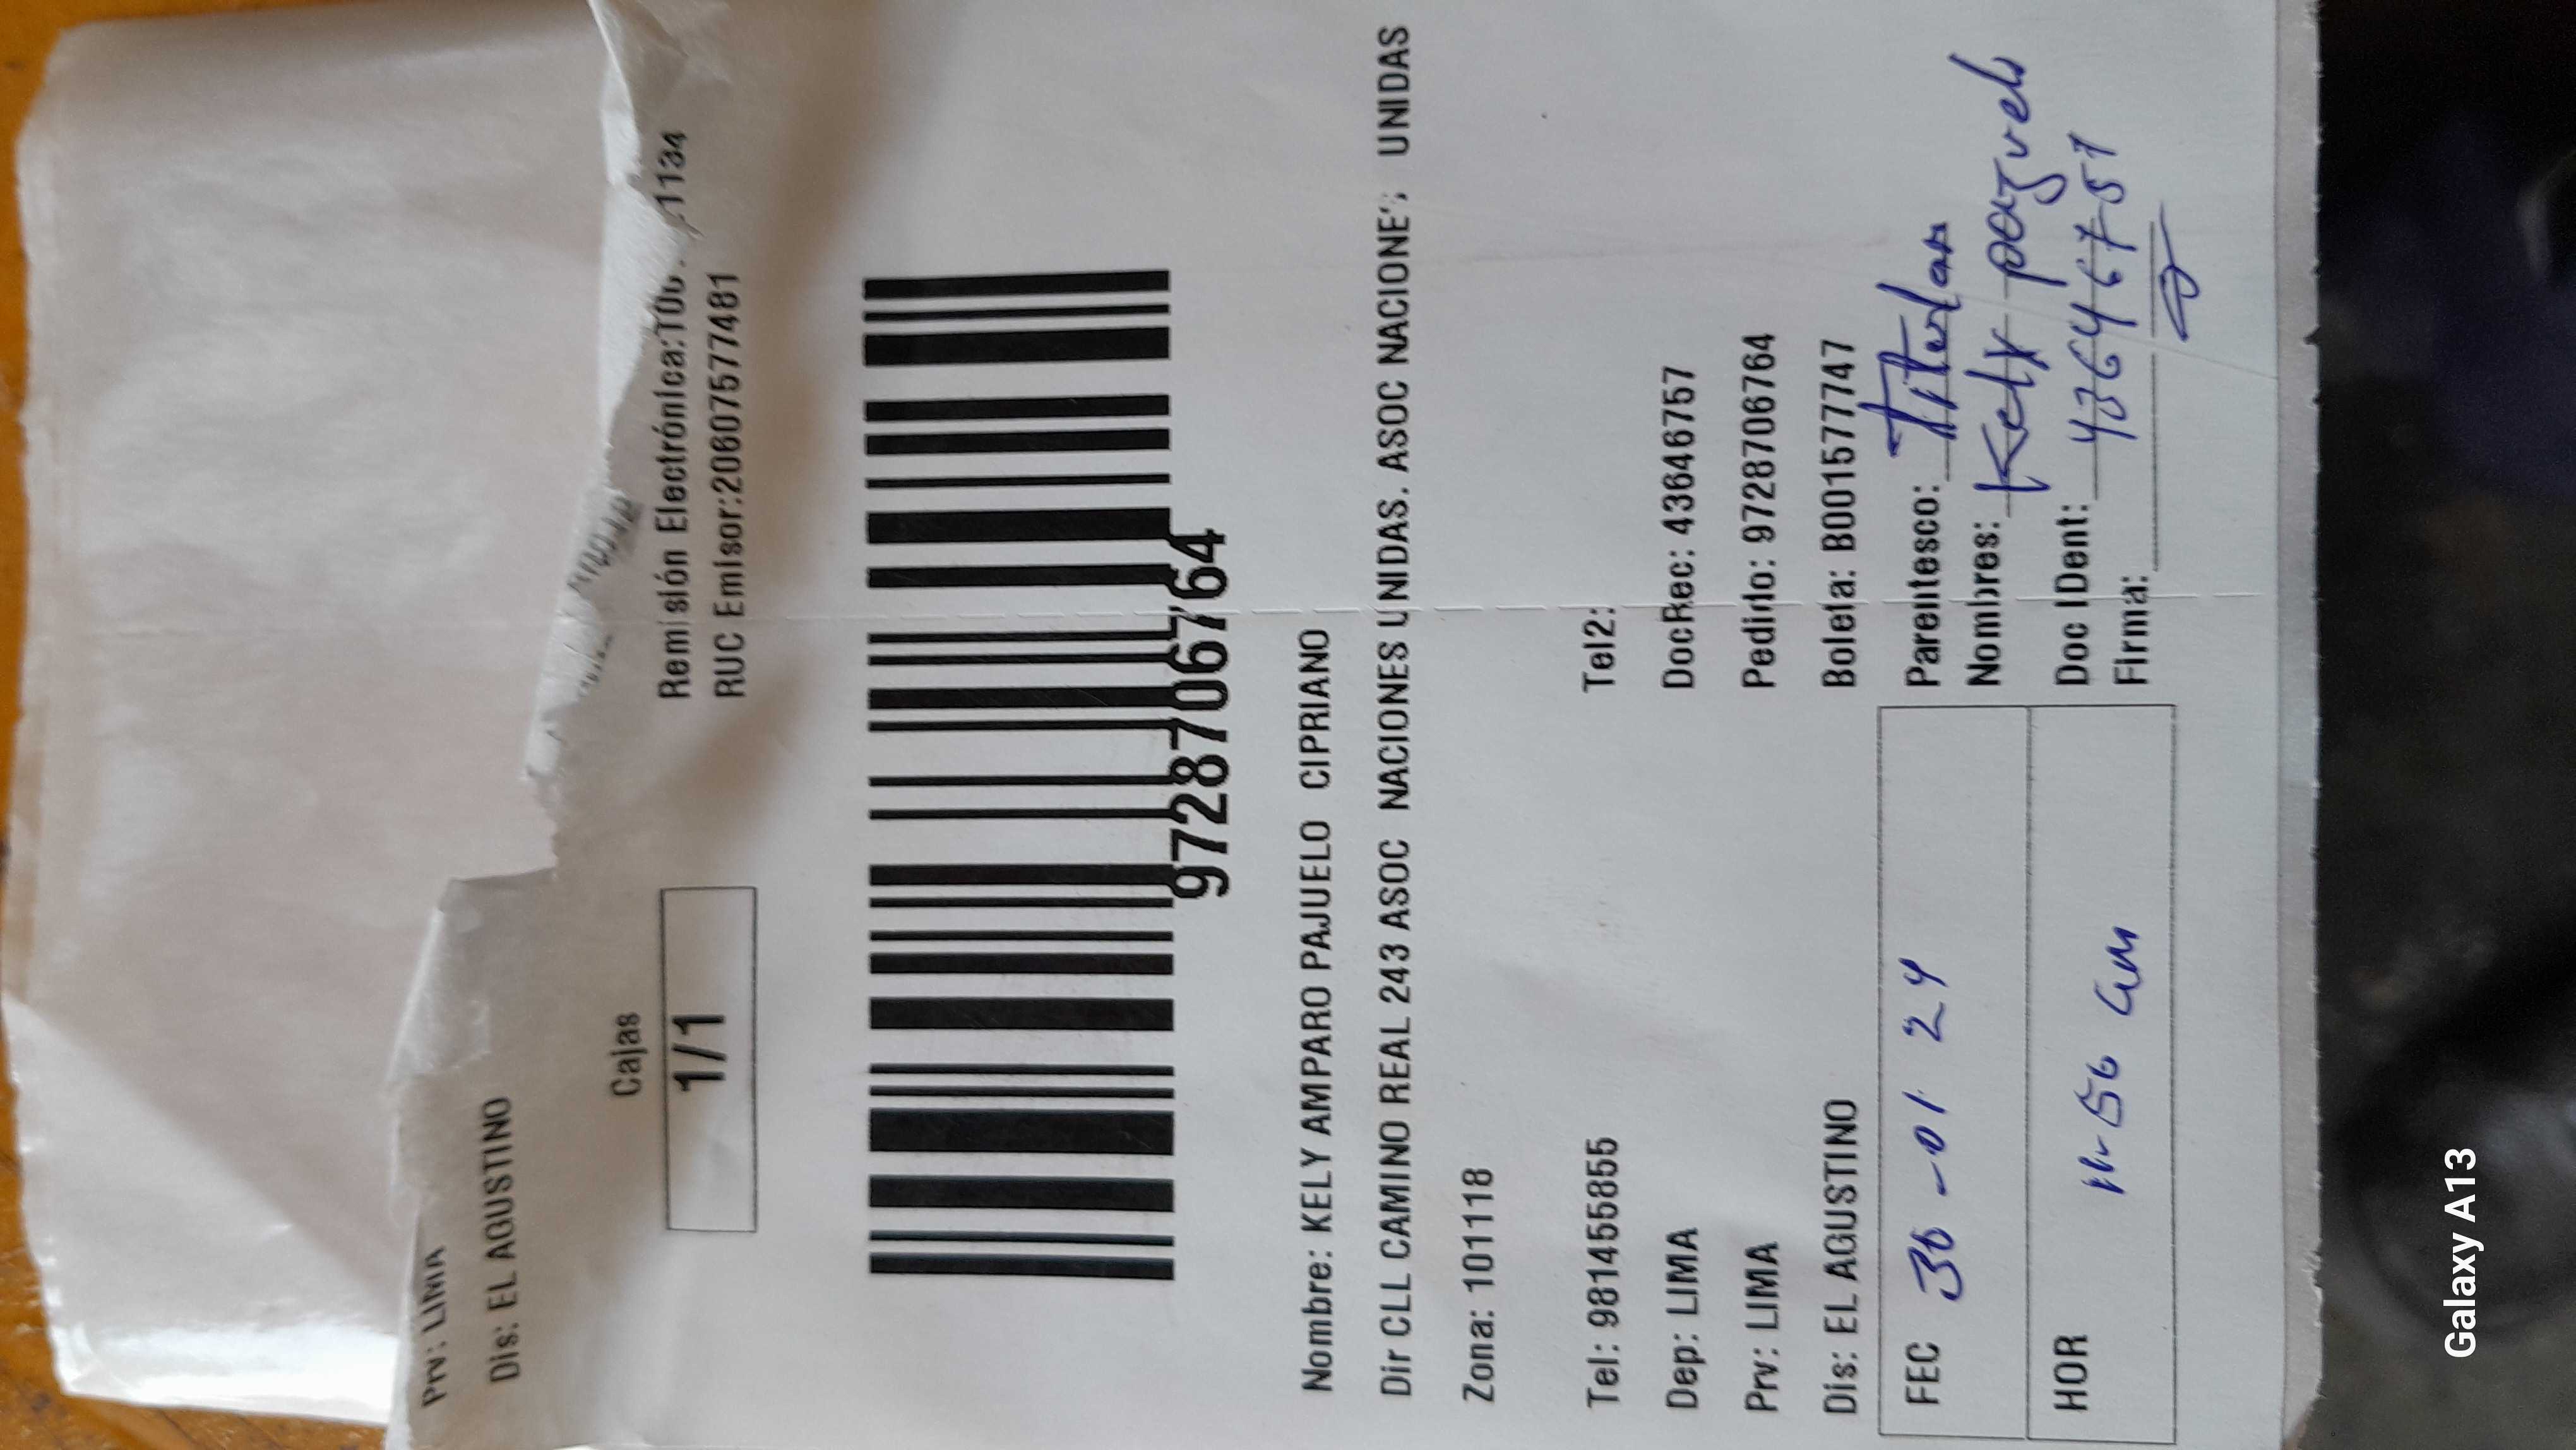 Prv: LIMA
Dis: EL AGUSTINO
Cajas
1/1
Remisión Electrónica:T00 1134
RUC Emisor:20607577481
9728706764
Nombre: KELY AMPARO PAJUELO CIPRIANO
Dir CLL CAMINO REAL 243 ASOC NACIONES UNIDAS. ASOC NACIONE UNIDAS
Zona: 101118
Tel: 981455855 Tel2:
Dep: LIMA DocRec: 43646757
Prv: LIMA Pedido: 9728706764
Dis: EL AGUSTINO Boleta: B001577747
FEC 30-01 24 Parentesco: Titular
Nombres: Kely
HOR 11:56 am Doc IDent: 43646757
Firma:
Galaxy A13